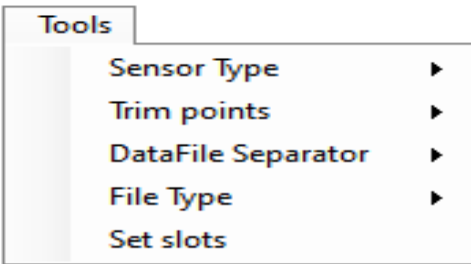 Tools
Sensor Type
Trim points
DataFile Separator
File Type
Set slots